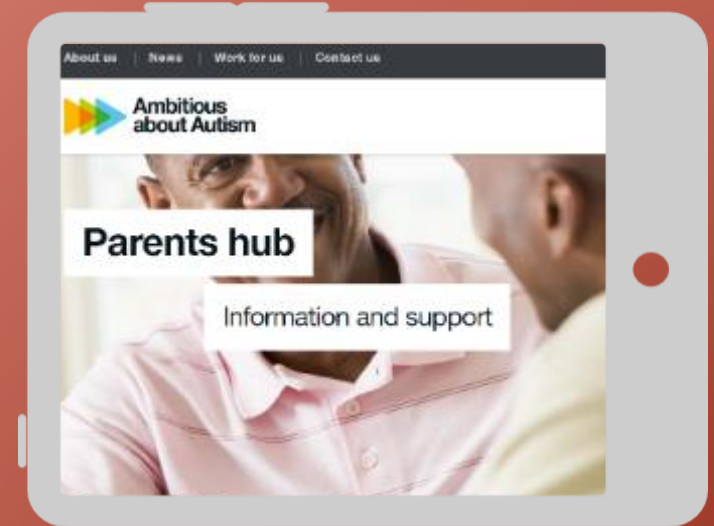 About us | News | Work for us | Contact us
Ambitious
about Autism
Parents hub
Information and support